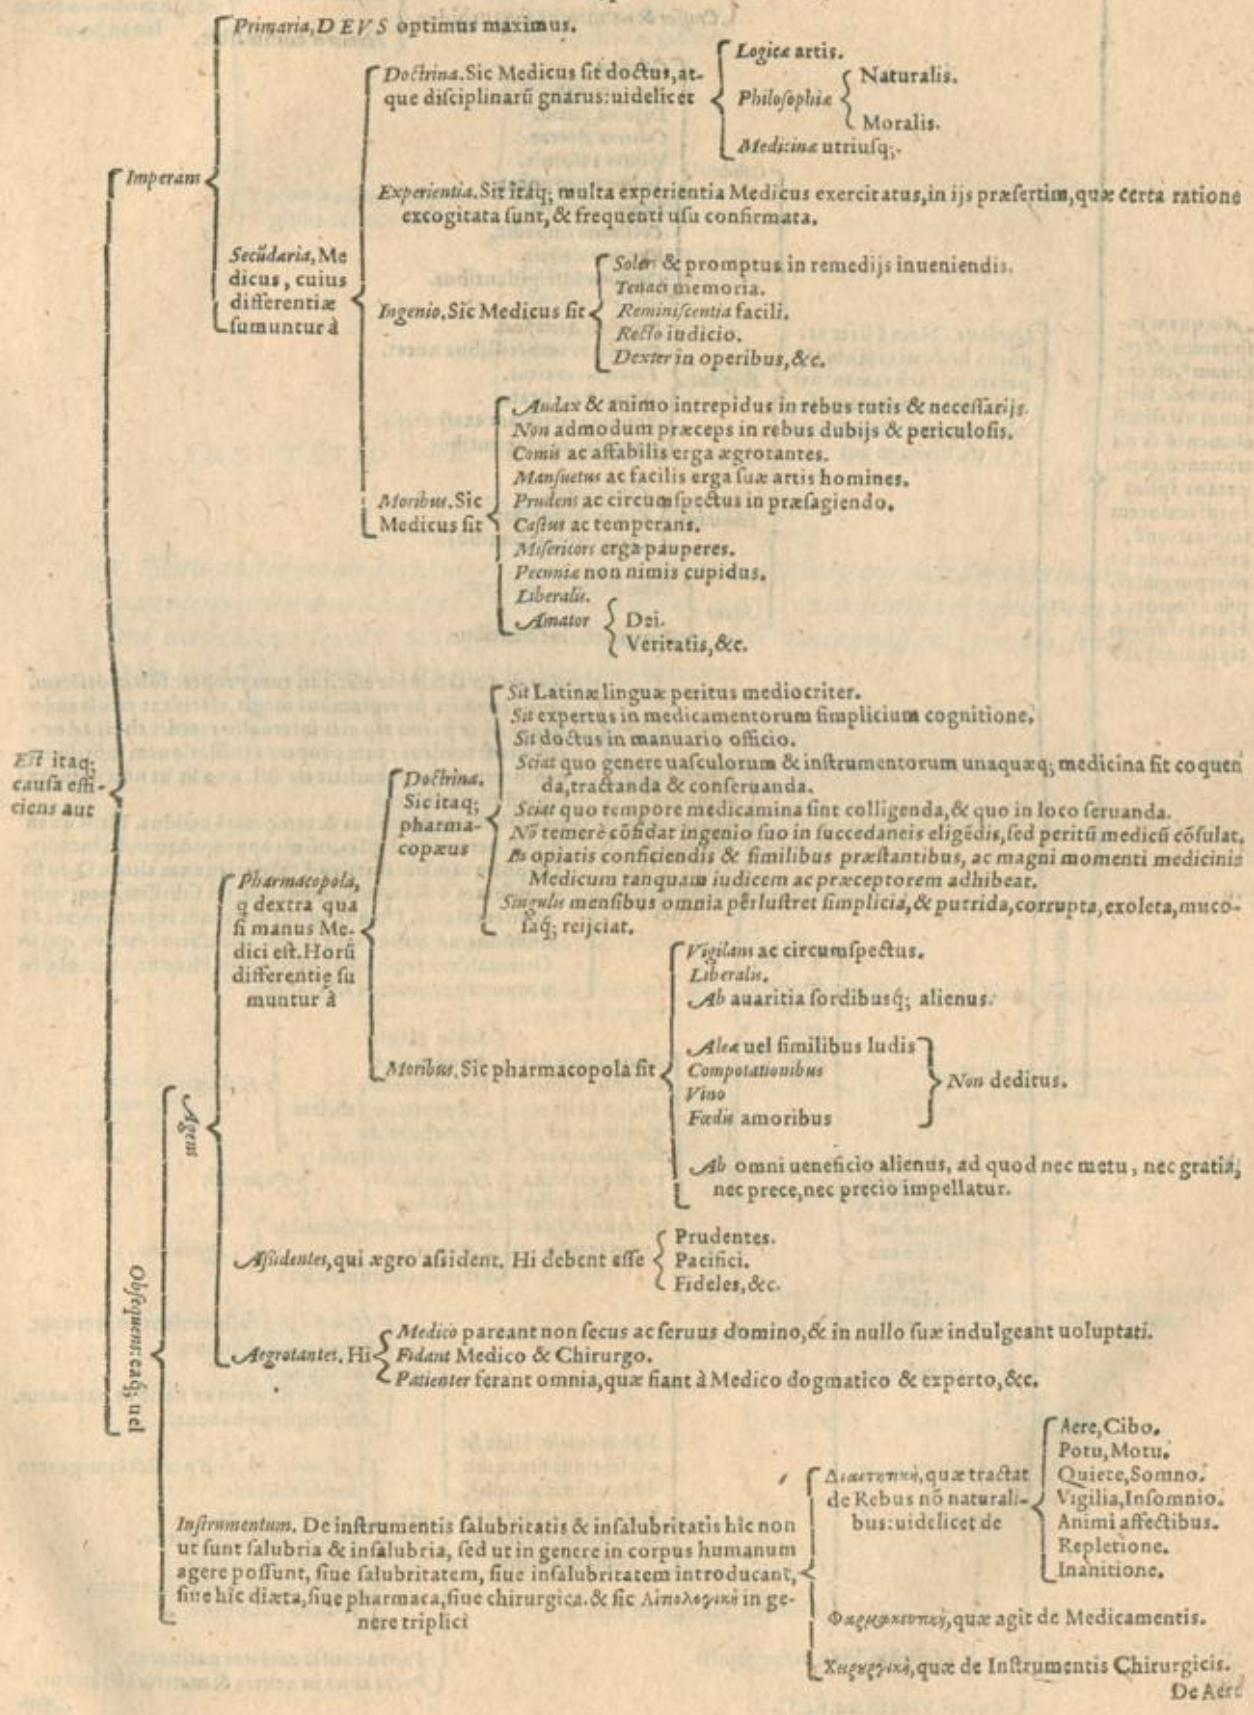 Primaria, DEVS optimus maximus.
Doctrina. Sic Medicus sit doctus, at-
que disciplinarũ gnarus: uidelicet
Logicæ artis.
Philosophiæ
Naturalis.
Moralis.
Medicinæ utriusq;.
Imperans
Experientia. Sit itaq; multa experientia Medicus exercitatus, in ijs præsertim, quæ certa ratione
excogitata sunt, & frequenti usu confirmata.
Secũdaria, Me
dicus, cuius
differentiæ
sumuntur à
Ingenio. Sic Medicus sit
Solers & promptus in remedijs inueniendis.
Tenaci memoria.
Reminiscentia facili.
Recto iudicio.
Dexter in operibus, &c.
Moribus. Sic
Medicus sit
Audax & animo intrepidus in rebus tutis & necessarijs.
Non admodum præceps in rebus dubijs & periculosis.
Comis ac affabilis erga ægrotantes.
Mansuetus ac facilis erga suæ artis homines.
Prudens ac circumspectus in præsagiendo.
Castus ac temperans.
Misericors erga pauperes.
Pecuniæ non nimis cupidus.
Liberalis.
Amator
Dei.
Veritatis, &c.
Est itaq;
causa effi-
ciens aut
Pharmacopola,
q dextra qua
si manus Me-
dici est. Horũ
differentię su
muntur à
Doctrina.
Sic itaq;
pharma-
copæus
Sit Latinæ linguæ peritus mediocriter.
Sit expertus in medicamentorum simplicium cognitione.
Sit doctus in manuario officio.
Sciat quo genere uasculorum & instrumentorum unaquæq; medicina sit coquen
da, tractanda & conseruanda.
Sciat quo tempore medicamina sint colligenda, & quo in loco seruanda.
Nõ temerè cõfidat ingenio suo in succedaneis eligẽdis, sed peritũ medicũ cõsulat.
In opiatis conficiendis & similibus præstantibus, ac magni momenti medicinis
Medicum tanquam iudicem ac præceptorem adhibeat.
Singulis mensibus omnia perlustret simplicia, & putrida, corrupta, exoleta, muco-
saq; reijciat.
Moribus. Sic pharmacopola sit
Vigilans ac circumspectus.
Liberalis.
Ab auaritia sordibusq; alienus.
Aleæ uel similibus ludis
Compotationibus
Vino
Fœdis amoribus
Non deditus.
Ab omni ueneficio alienus, ad quod nec metu, nec gratia,
nec prece, nec precio impellatur.
Agens
Assidentes, qui ægro assident. Hi debent esse
Prudentes.
Pacifici.
Fideles, &c.
Obsequens: eaq; uel
Aegrotantes. Hi
Medico pareant non secus ac seruus domino, & in nullo suæ indulgeant uoluptati.
Fidant Medico & Chirurgo.
Patienter ferant omnia, quæ fiant à Medico dogmatico & experto, &c.
Instrumentum. De instrumentis salubritatis & insalubritatis hîc non
ut sunt salubria & insalubria, sed ut in genere in corpus humanum
agere possunt, siue salubritatem, siue insalubritatem introducant,
siue hîc diæta, siue pharmaca, siue chirurgica. & sic Αἰτιολογικὴ in ge-
nere triplici
Διαιτητικὴ, quæ tractat
de Rebus nõ naturali-
bus: uidelicet de
Aere, Cibo.
Potu, Motu.
Quiete, Somno.
Vigilia, Insomnio.
Animi affectibus.
Repletione.
Inanitione.
Φαρμακευτικὴ, quæ agit de Medicamentis.
Χειρυργικὴ, quæ de Instrumentis Chirurgicis.
De Aere